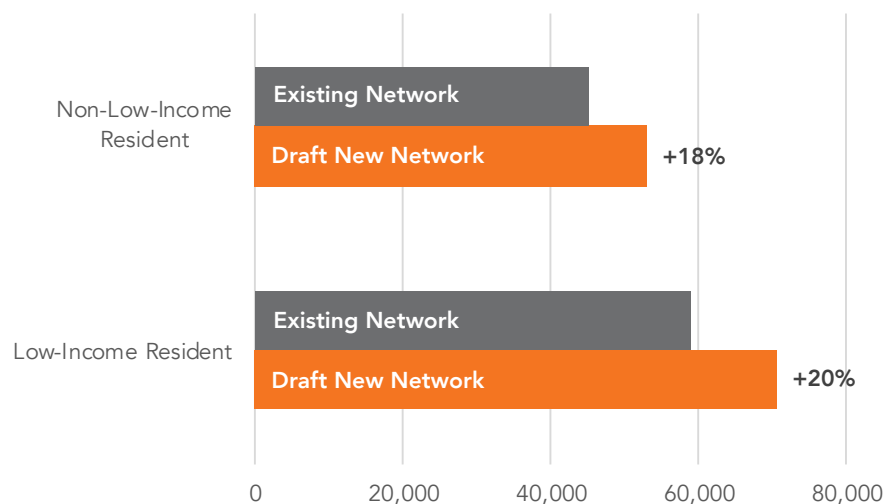 Non-Low-Income
Resident
Existing Network
Draft New Network
+18%
Low-Income Resident
Existing Network
Draft New Network
+20%
0
20,000
40,000
60,000
80,000